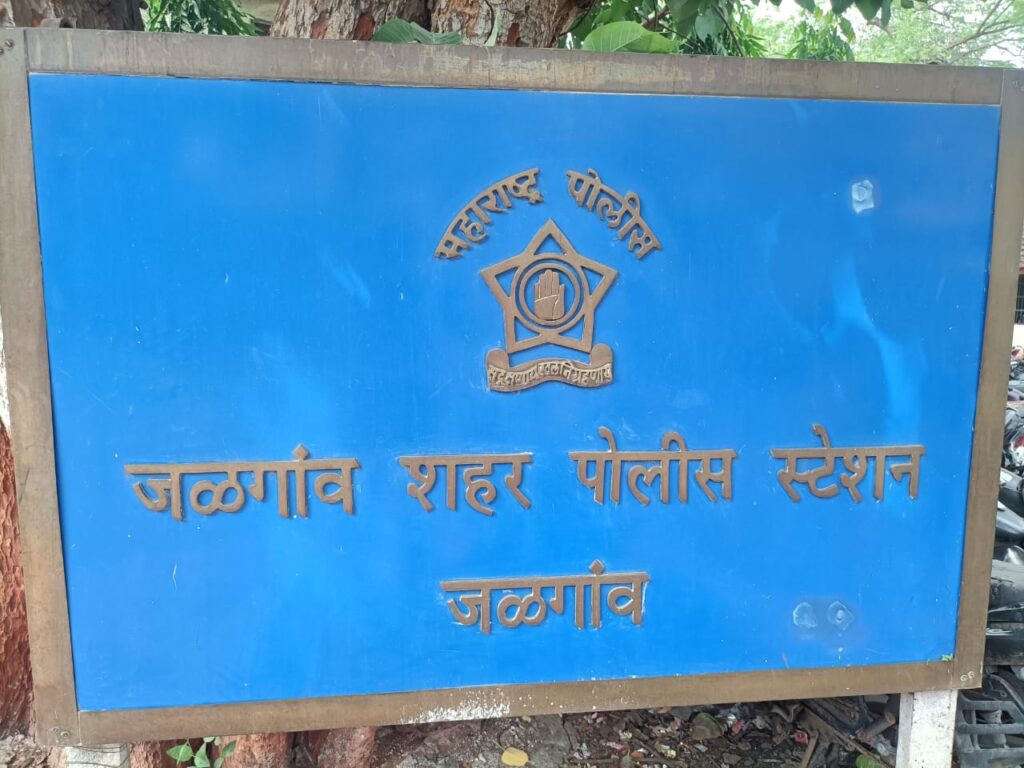 महाराष्ट्र पोलीस
सद्रक्षणाय खलनिग्रहणाय
जळगांव शहर पोलीस स्टेशन
जळगांव